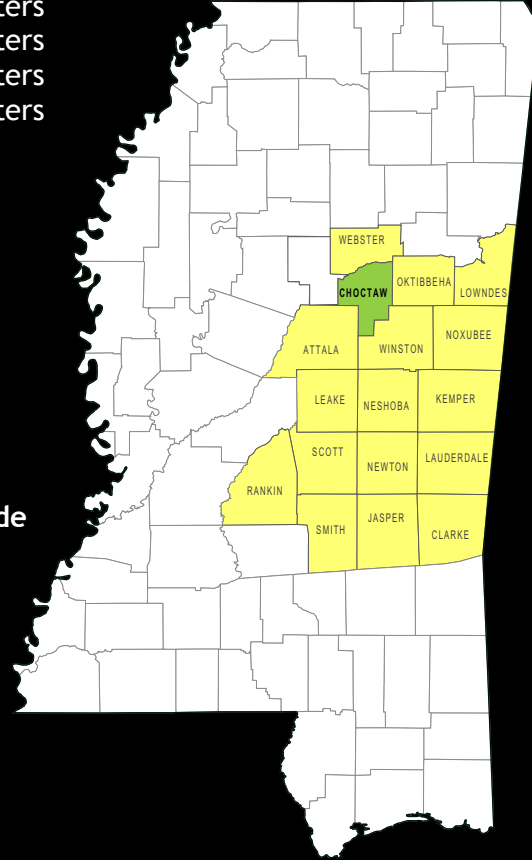 ters
ters
ters
ters
WEBSTER
CHOCTAW
OKTIBBEHA
LOWNDES
ATTALA
WINSTON
NOXUBEE
LEAKE
NESHOBA
KEMPER
SCOTT
NEWTON
LAUDERDALE
RANKIN
SMITH
JASPER
CLARKE
de